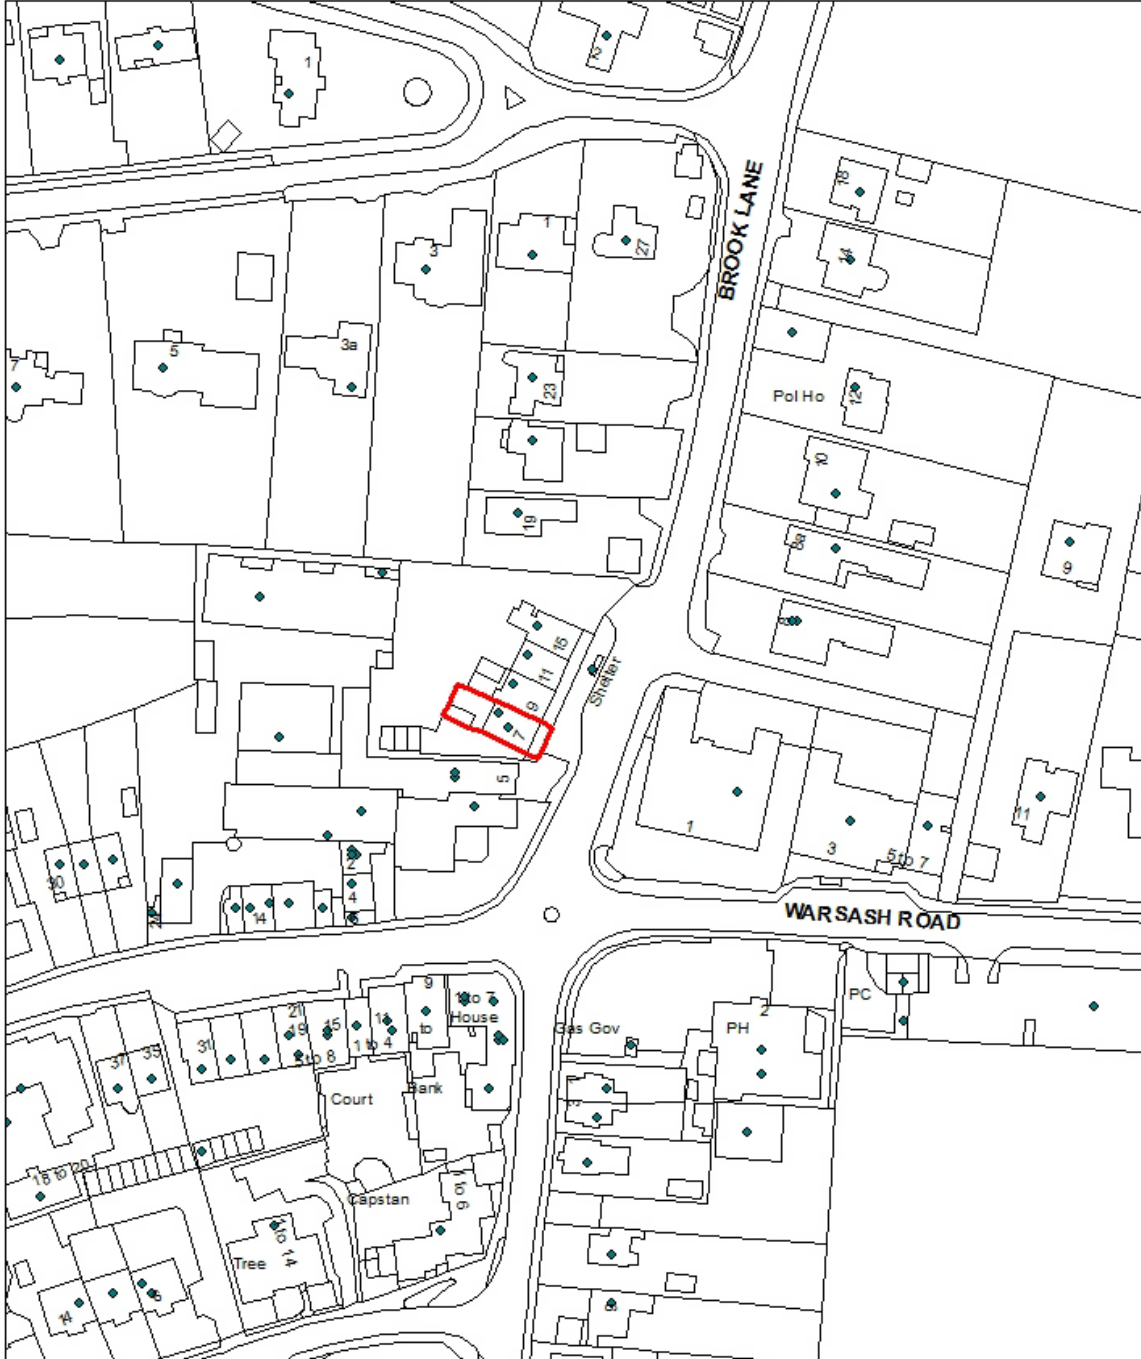 2
1
18
BROOK LANE
1
27
3
14
3a
5
7
23
12
Pol Ho
10
19
8a
9
8
15
11
Shelter
9
7
5
1
11
3
5 to 7
30
2
4
14
24
WARSASH ROAD
9
1 to 7
PC
2
21
15
11
House
to
PH
Gas Gov
19
31
1 to 4
5 to 8
35
37
Bank
Court
18 to 20
1 to 6
Capstan
1 to 14
Tree
14